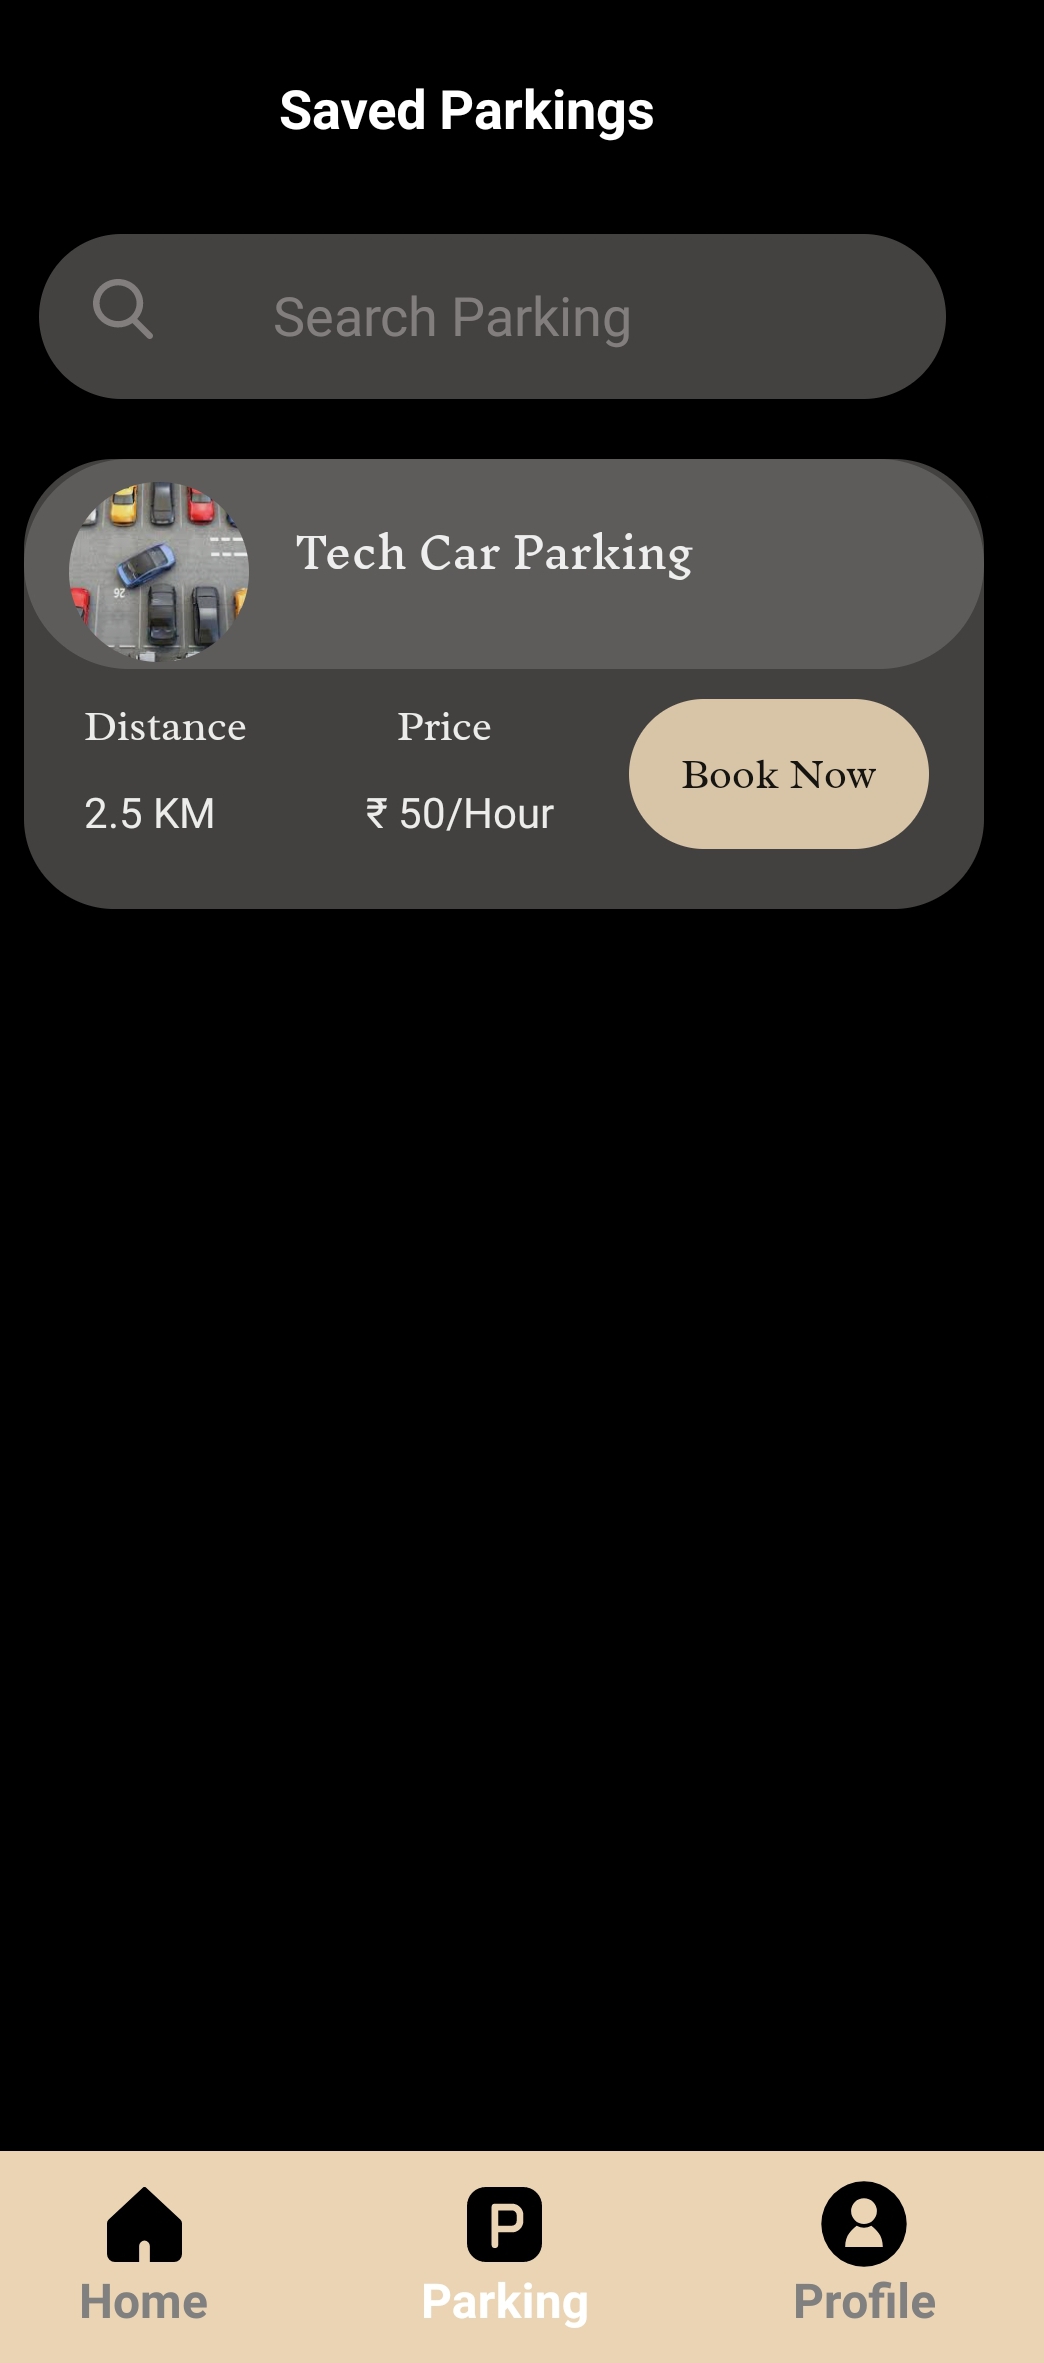 Saved Parkings
Search Parking
Tech Car Parking
Distance Price
2.5 KM ₹ 50/Hour
Book Now
Home Parking Profile